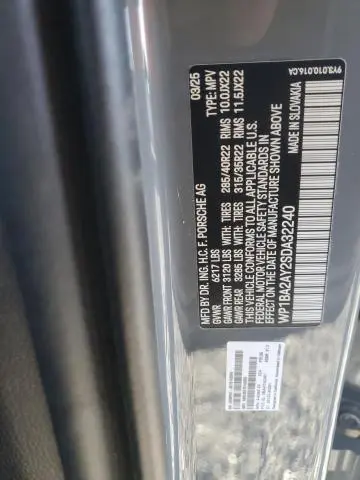 MFD BY DR. ING. H.C. F. PORSCHE AG 03/25
GVWR 6217 LBS TYPE: MPV
GAWR FRONT 3120 LBS WITH TIRES 285/40R22 RIMS 10.0JX22
GAWR REAR 3285 LBS WITH TIRES 315/35R22 RIMS 11.5JX22
THIS VEHICLE CONFORMS TO ALL APPLICABLE U.S.
FEDERAL MOTOR VEHICLE SAFETY STANDARDS IN
EFFECT ON THE DATE OF MANUFACTURE SHOWN ABOVE
WP1BA2AY2SDA32240
MADE IN SLOVAKIA
9Y3.010.016.CA